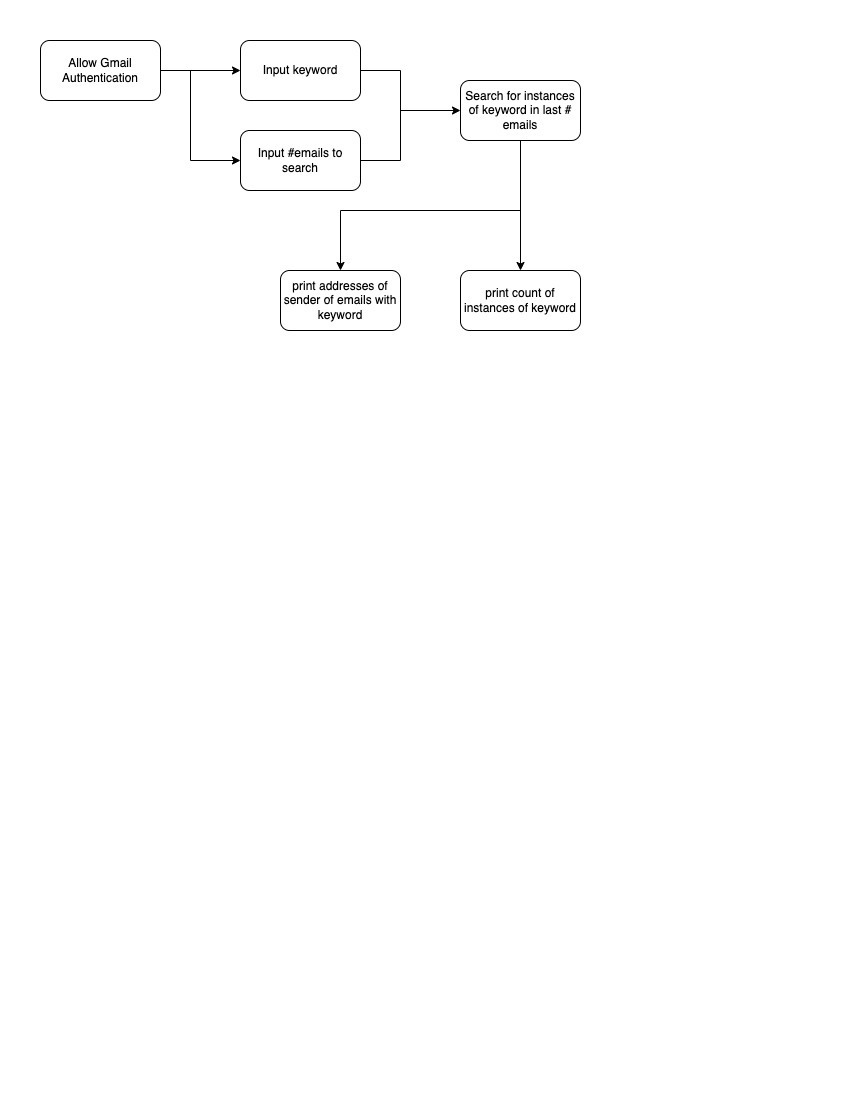 Allow Gmail
Authentication
Input keyword
Input #emails to
search
Search for instances
of keyword in last #
emails
print addresses of
sender of emails with
keyword
print count of
instances of keyword